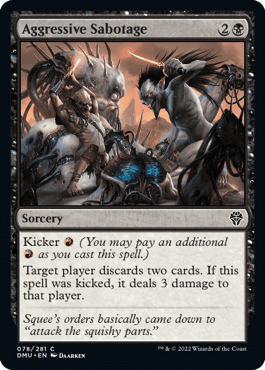 Aggressive Sabotage 2
Sorcery
Kicker (You may pay an additional
as you cast this spell.)
Target player discards two cards. If this
spell was kicked, it deals 3 damage to
that player.
Squee's orders basically came down to
"attack the squishy parts."
078/281 C
DMU • EN DAARKEN
™ & © 2022 Wizards of the Coast